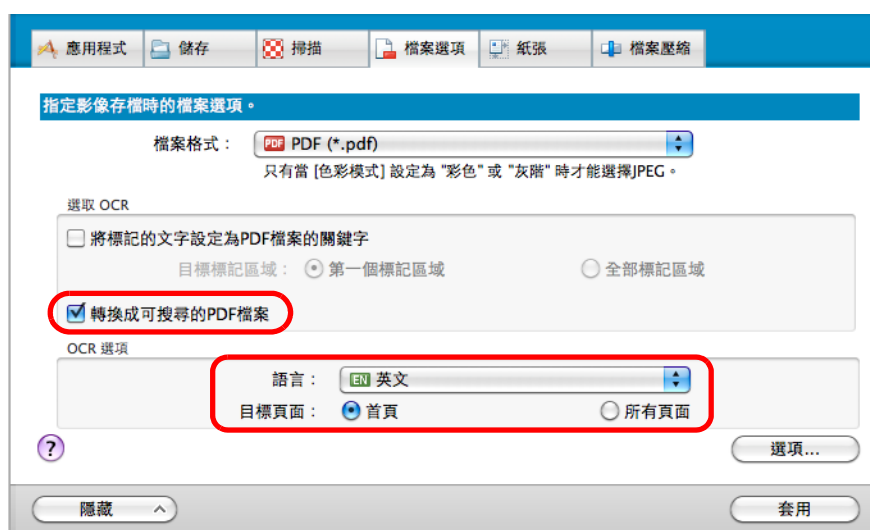 應用程式 儲存 掃描 檔案選項 紙張 檔案壓縮
指定影像存檔時的檔案選項。
檔案格式： PDF PDF (*.pdf)
只有當 [色彩模式] 設定為 "彩色" 或 "灰階" 時才能選擇JPEG。
選取 OCR
將標記的文字設定為PDF檔案的關鍵字
目標標記區域： 第一個標記區域 全部標記區域
轉換成可搜尋的PDF檔案
OCR 選項
語言： EN 英文
目標頁面： 首頁 所有頁面
? 選項...
隱藏 套用